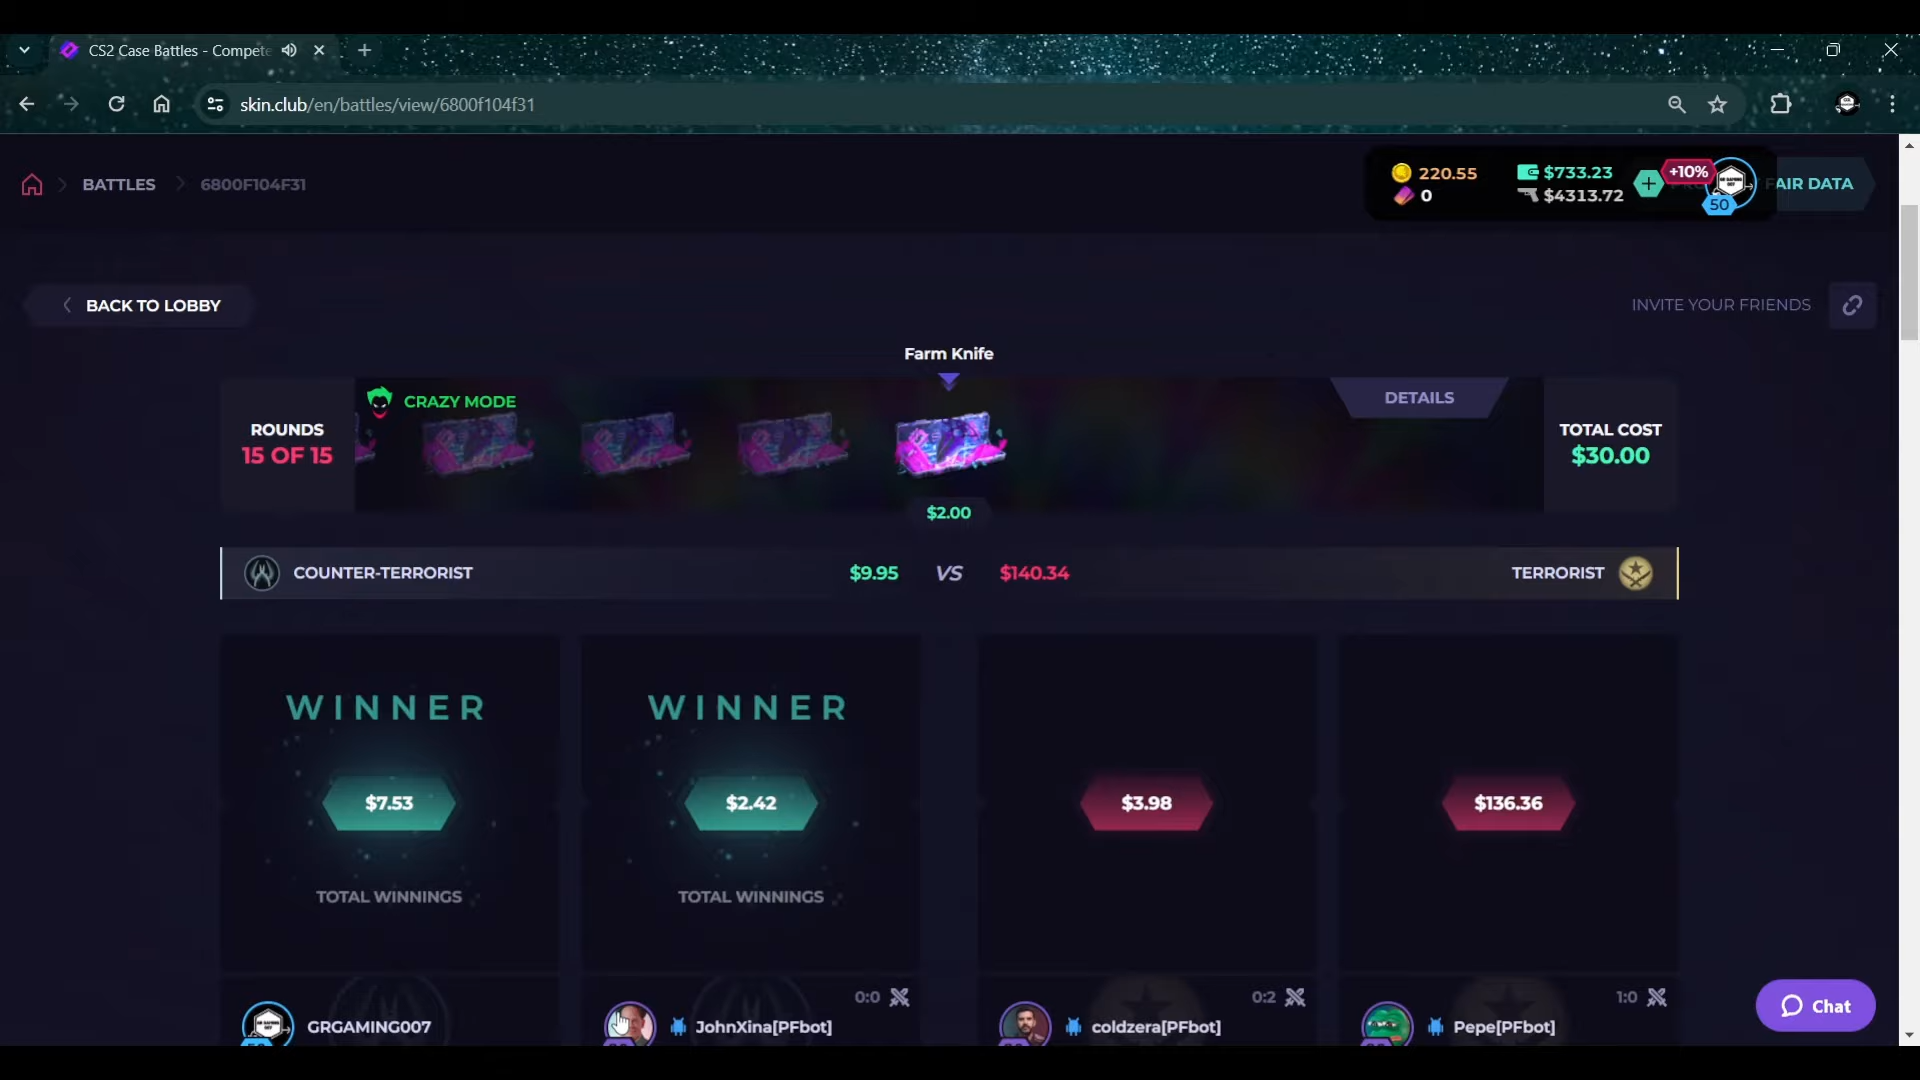 CS2 Case Battles - Compete
skin.club/en/battles/view/6800f104f31
BATTLES
6800F104F31
220.55
0
$733.23
$4313.72
+10%
50
FAIR DATA
BACK TO LOBBY
INVITE YOUR FRIENDS
Farm Knife
ROUNDS
15 OF 15
CRAZY MODE
DETAILS
TOTAL COST
$30.00
$2.00
COUNTER-TERRORIST
$9.95
VS
$140.34
TERRORIST
WINNER
WINNER
$7.53
$2.42
$3.98
$136.36
TOTAL WINNINGS
TOTAL WINNINGS
0:0
0:2
1:0
GRGAMING007
JohnXina[PFbot]
coldzera[PFbot]
Pepe[PFbot]
Chat